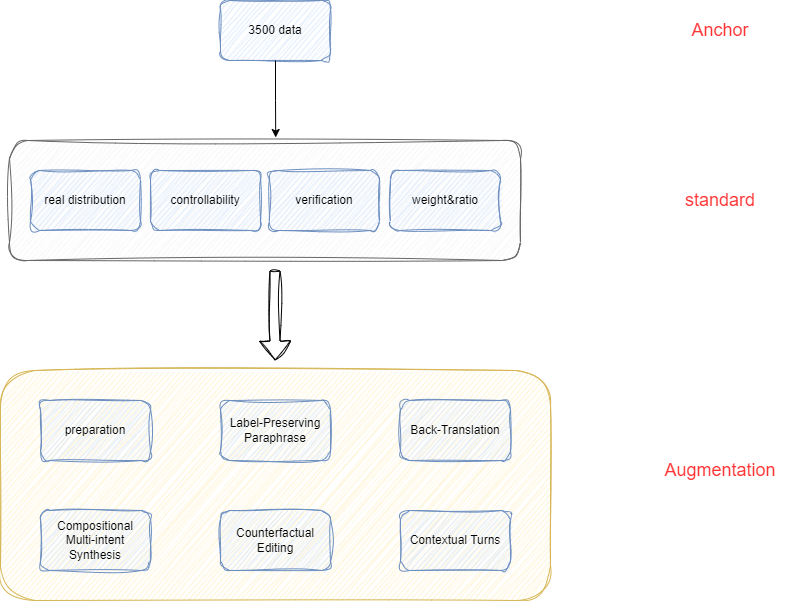 3500 data
Anchor
real distribution
controllability
verification
weight&ratio
standard
preparation
Label-Preserving
Paraphrase
Back-Translation
Augmentation
Compositional
Multi-intent
Synthesis
Counterfactual
Editing
Contextual Turns